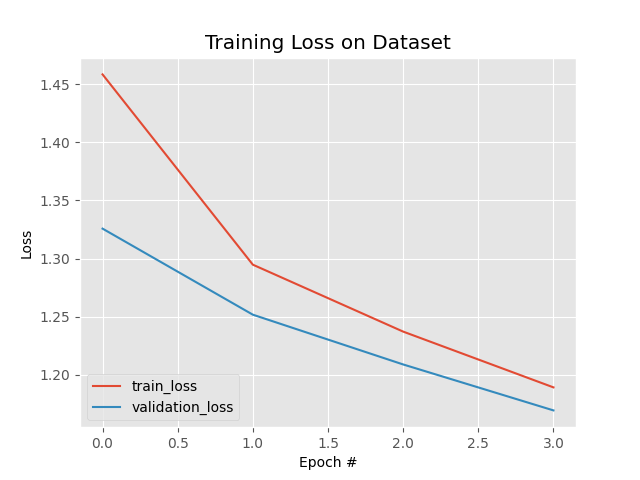 Training Loss on Dataset
1.45
1.40
1.35
1.30
1.25
1.20
Loss
train_loss
validation_loss
0.0 0.5 1.0 1.5 2.0 2.5 3.0
Epoch #